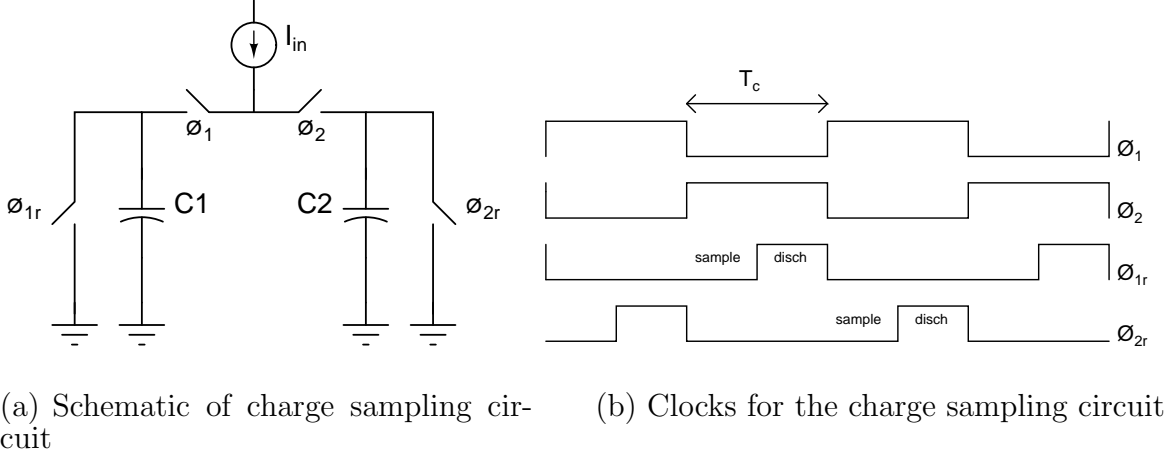 I_in
ø_1
ø_2
ø_1r
C1
C2
ø_2r
T_c
Ø_1
Ø_2
sample disch
Ø_1r
sample disch
Ø_2r
(a) Schematic of charge sampling cir-
cuit
(b) Clocks for the charge sampling circuit